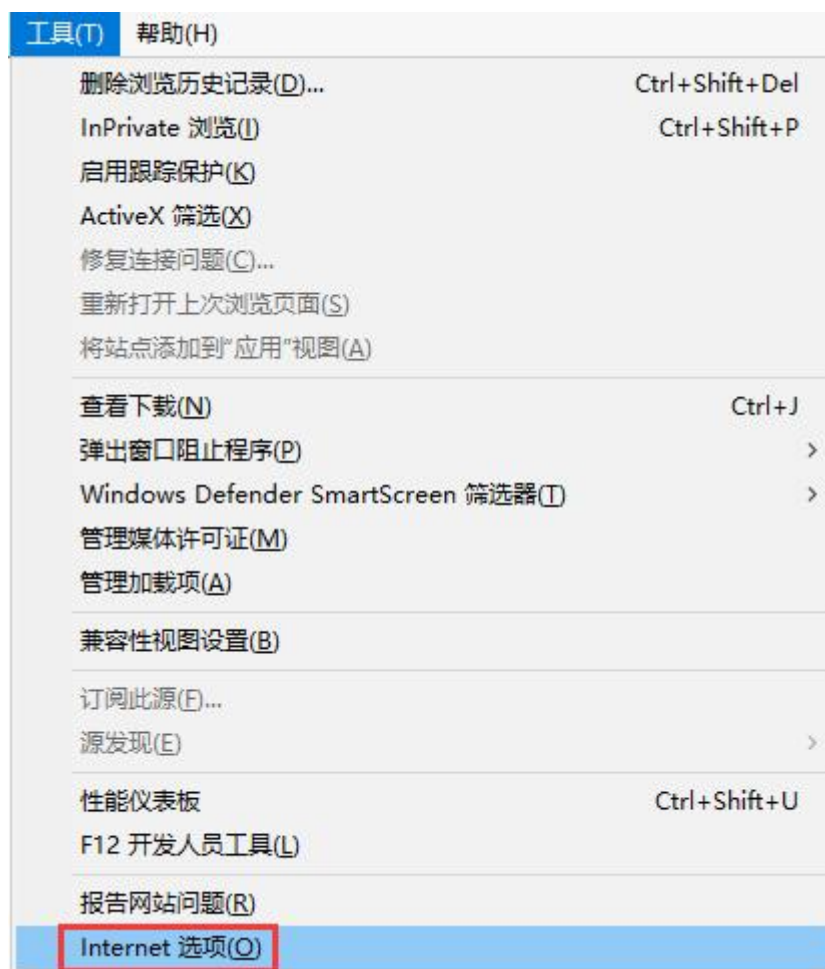 工具(T) 帮助(H)
删除浏览历史记录(D)... Ctrl+Shift+Del
InPrivate 浏览(I) Ctrl+Shift+P
启用跟踪保护(K)
ActiveX 筛选(X)
修复连接问题(C)...
重新打开上次浏览页面(S)
将站点添加到“应用”视图(A)
查看下载(N) Ctrl+J
弹出窗口阻止程序(P)
Windows Defender SmartScreen 筛选器(T)
管理媒体许可证(M)
管理加载项(A)
兼容性视图设置(B)
订阅此源(F)...
源发现(E)
性能仪表板 Ctrl+Shift+U
F12 开发人员工具(L)
报告网站问题(R)
Internet 选项(O)